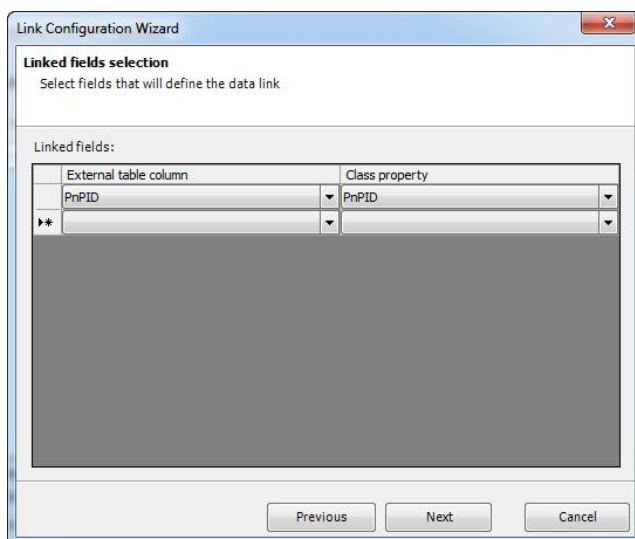 Link Configuration Wizard
Linked fields selection
Select fields that will define the data link
Linked fields:
External table column Class property
PnPID PnPID
Previous Next Cancel